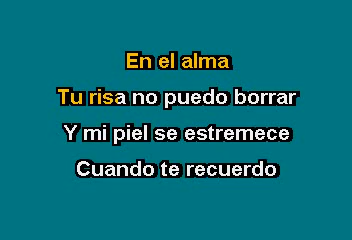 En el alma
Tu risa no puedo borrar
Y mi piel se estremece
Cuando te recuerdo